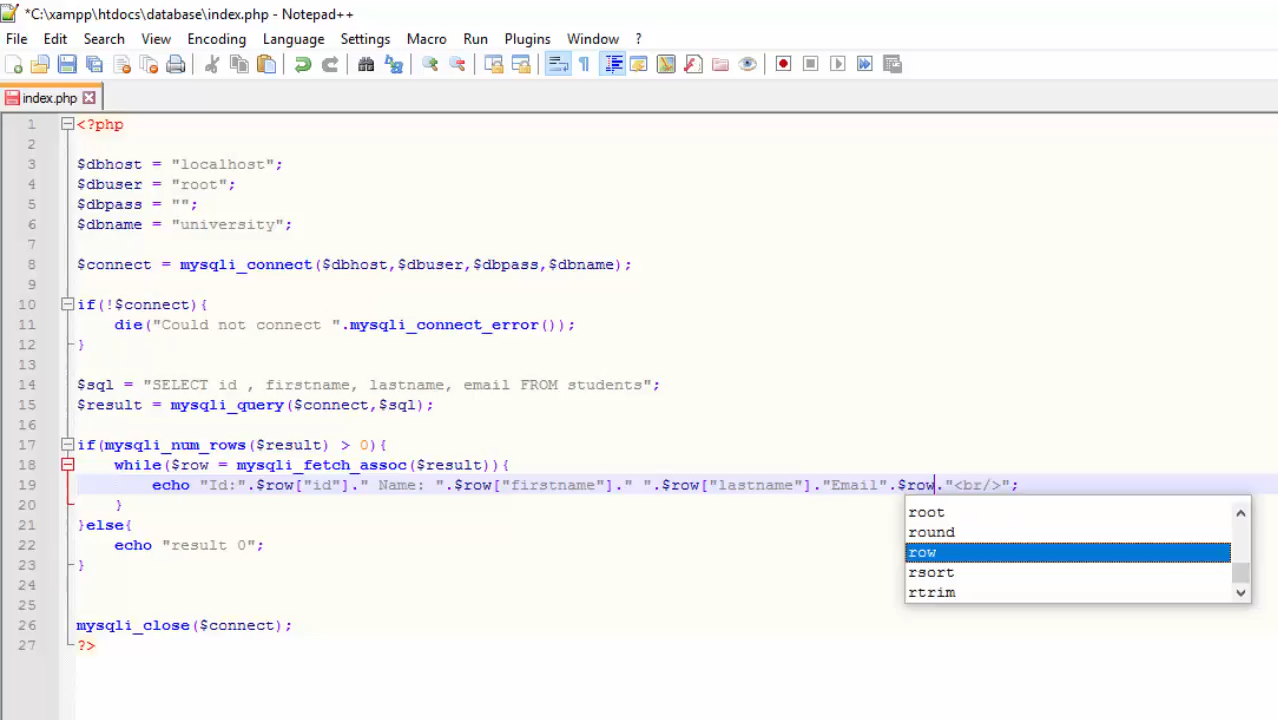 *C:\xampp\htdocs\database\index.php - Notepad++
File Edit Search View Encoding Language Settings Macro Run Plugins Window ?
index.php
1 <?php
2
3 $dbhost = "localhost";
4 $dbuser = "root";
5 $dbpass = "";
6 $dbname = "university";
7
8 $connect = mysqli_connect($dbhost,$dbuser,$dbpass,$dbname);
9
10 if(!$connect){
11 die("Could not connect ".mysqli_connect_error());
12 }
13
14 $sql = "SELECT id , firstname, lastname, email FROM students";
15 $result = mysqli_query($connect,$sql);
16
17 if(mysqli_num_rows($result) > 0){
18 while($row = mysqli_fetch_assoc($result)){
19 echo "Id:".$row["id"]." Name: ".$row["firstname"]." ".$row["lastname"]."Email".$row."<br/>";
20 }
21 }else{
22 echo "result 0";
23 }
24
25
26 mysqli_close($connect);
27 ?>
root
round
row
rsort
rtrim